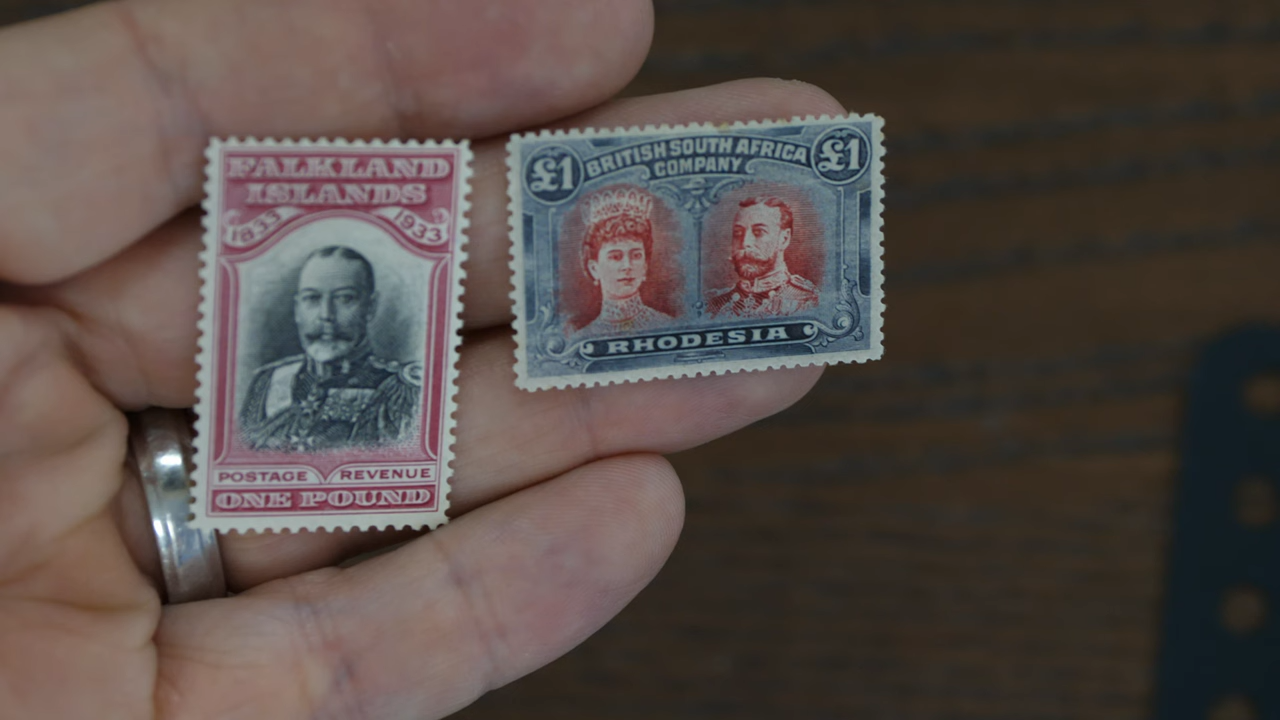 FALKLAND
ISLANDS
1833 1933
POSTAGE REVENUE
ONE POUND
£1 BRITISH SOUTH AFRICA £1
COMPANY
RHODESIA